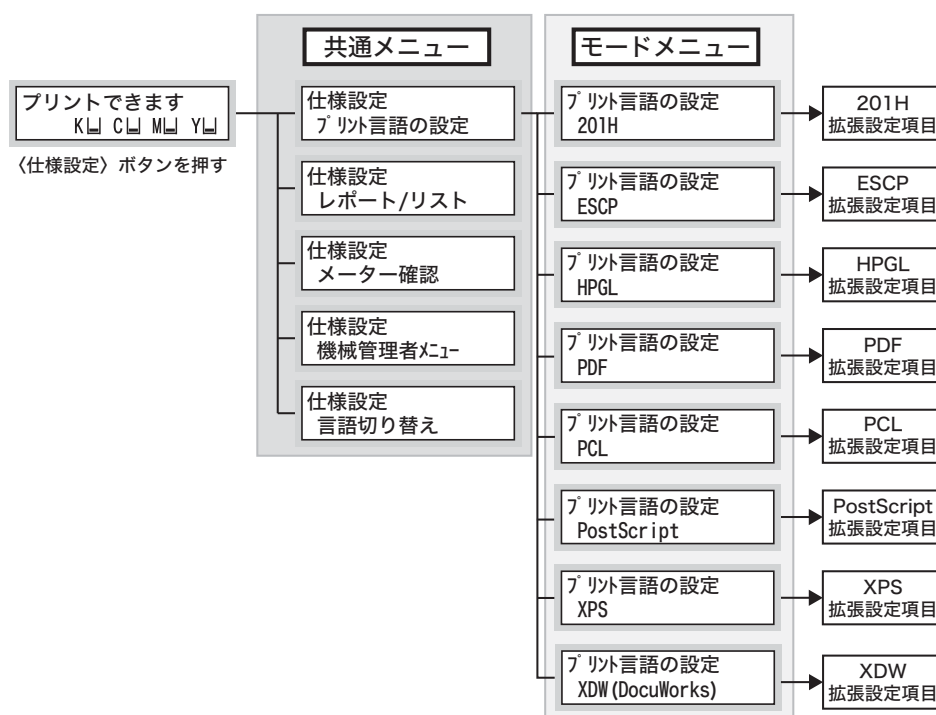 共通メニュー
モードメニュー
プリントできます
K C M Y
〈仕様設定〉ボタンを押す
仕様設定
プリント言語の設定
仕様設定
レポート/リスト
仕様設定
メーター確認
仕様設定
機械管理者メニュー
仕様設定
言語切り替え
プリント言語の設定
201H
プリント言語の設定
ESCP
プリント言語の設定
HPGL
プリント言語の設定
PDF
プリント言語の設定
PCL
プリント言語の設定
PostScript
プリント言語の設定
XPS
プリント言語の設定
XDW(DocuWorks)
201H
拡張設定項目
ESCP
拡張設定項目
HPGL
拡張設定項目
PDF
拡張設定項目
PCL
拡張設定項目
PostScript
拡張設定項目
XPS
拡張設定項目
XDW
拡張設定項目